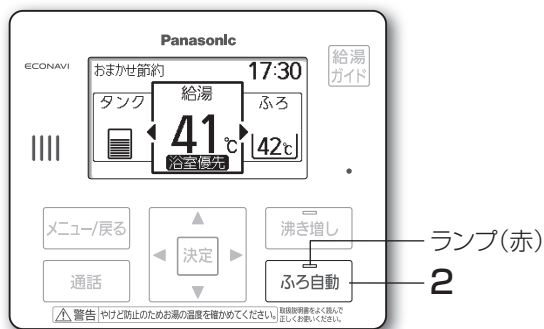 Panasonic
ECONAVI
おまかせ節約 17:30
給湯ガイド
タンク 給湯 ふろ
41℃ 42℃
浴室優先
メニュー/戻る
沸き増し
決定
ランプ(赤)
通話
ふろ自動
2
警告 やけど防止のためお湯の温度を確かめてください。 取扱説明書をよく読んで正しくお使いください。